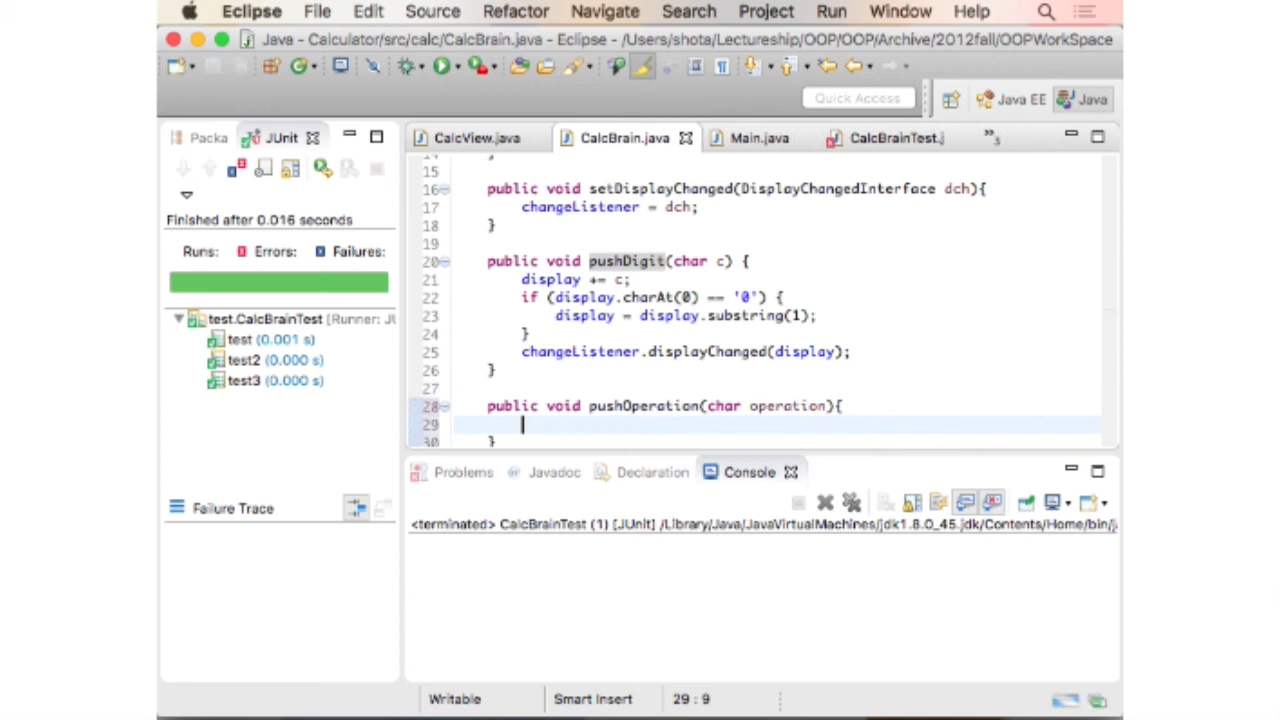 Eclipse File Edit Source Refactor Navigate Search Project Run Window Help
Java - Calculator/src/calc/CalcBrain.java - Eclipse - /Users/shota/Lectureship/OOP/OOP/Archive/2012fall/OOPWorkSpace
Quick Access Java EE Java
Packa JUnit
Finished after 0.016 seconds
Runs: Errors: Failures:
test.CalcBrainTest [Runner: JU
test (0.001 s)
test2 (0.000 s)
test3 (0.000 s)
Failure Trace
CalcView.java CalcBrain.java Main.java CalcBrainTest.j »3
14 }
15
16 public void setDisplayChanged(DisplayChangedInterface dch){
17 changeListener = dch;
18 }
19
20 public void pushDigit(char c) {
21 display += c;
22 if (display.charAt(0) == '0') {
23 display = display.substring(1);
24 }
25 changeListener.displayChanged(display);
26 }
27
28 public void pushOperation(char operation){
29
30 }
Problems Javadoc Declaration Console
<terminated> CalcBrainTest (1) [JUnit] /Library/Java/JavaVirtualMachines/jdk1.8.0_45.jdk/Contents/Home/bin/j
Writable Smart Insert 29 : 9